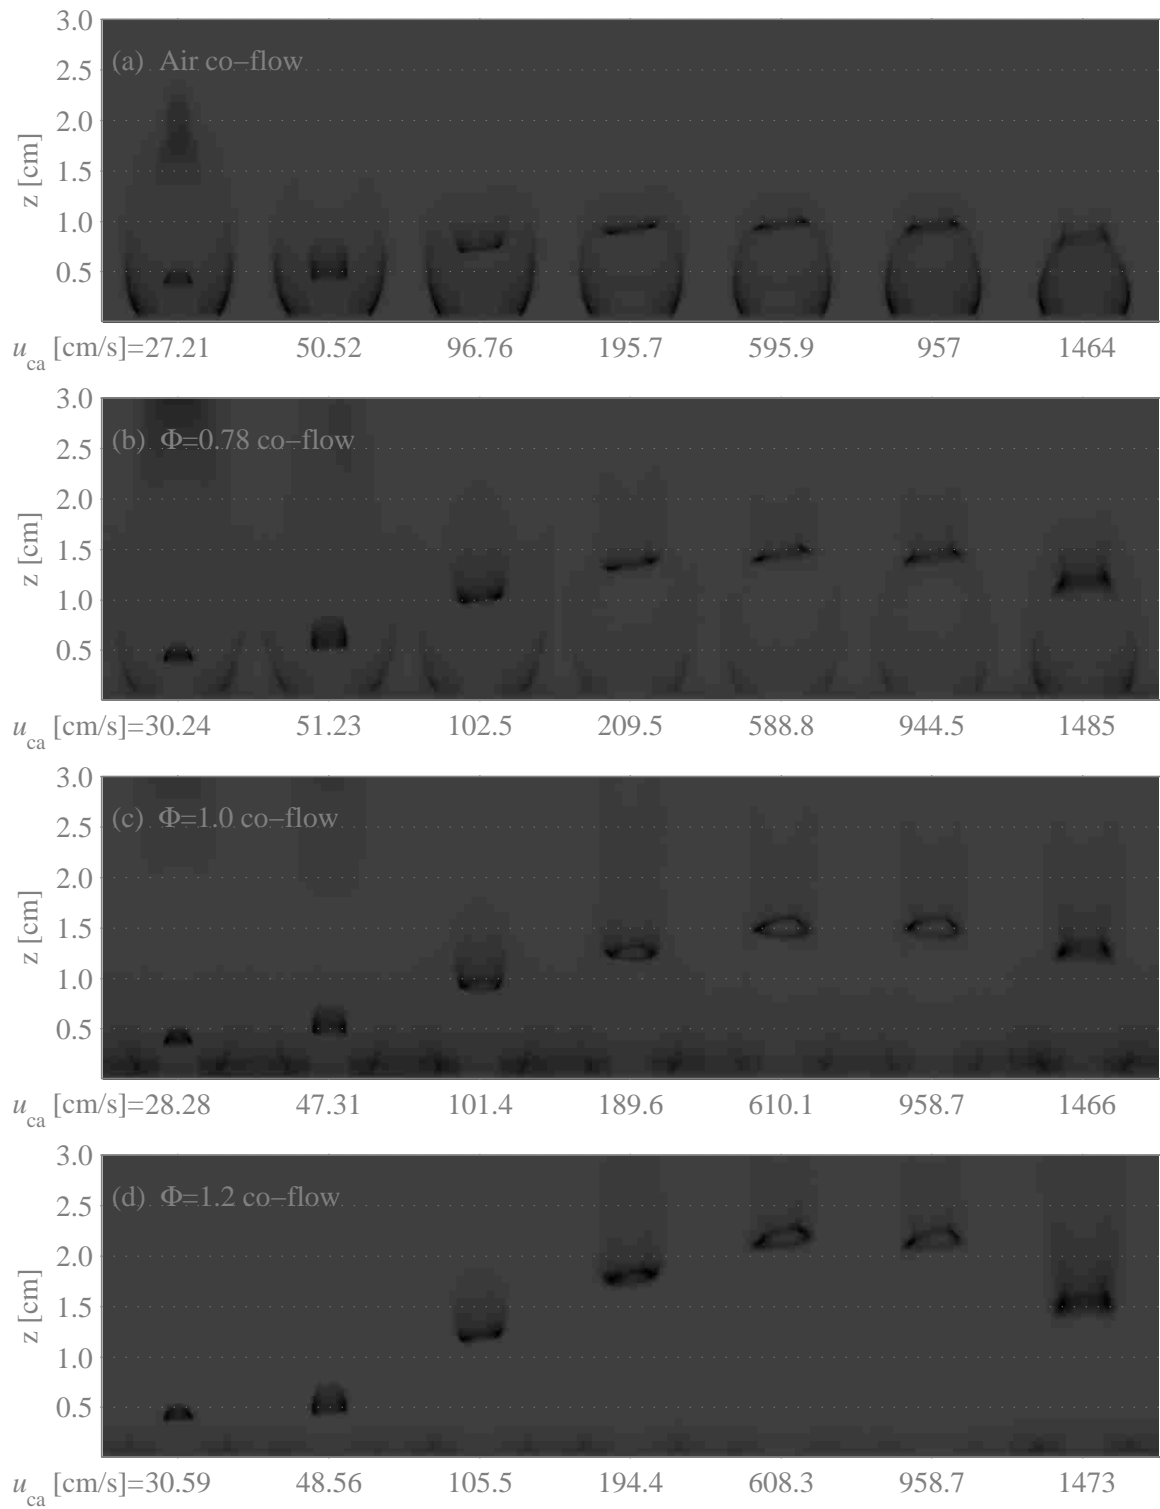 3.0
(a) Air co–flow
2.5
2.0
z [cm]
1.5
1.0
0.5
u_ca [cm/s]=27.21 50.52 96.76 195.7 595.9 957 1464
3.0
(b) Φ=0.78 co–flow
2.5
2.0
z [cm]
1.5
1.0
0.5
u_ca [cm/s]=30.24 51.23 102.5 209.5 588.8 944.5 1485
3.0
(c) Φ=1.0 co–flow
2.5
2.0
z [cm]
1.5
1.0
0.5
u_ca [cm/s]=28.28 47.31 101.4 189.6 610.1 958.7 1466
3.0
(d) Φ=1.2 co–flow
2.5
2.0
z [cm]
1.5
1.0
0.5
u_ca [cm/s]=30.59 48.56 105.5 194.4 608.3 958.7 1473